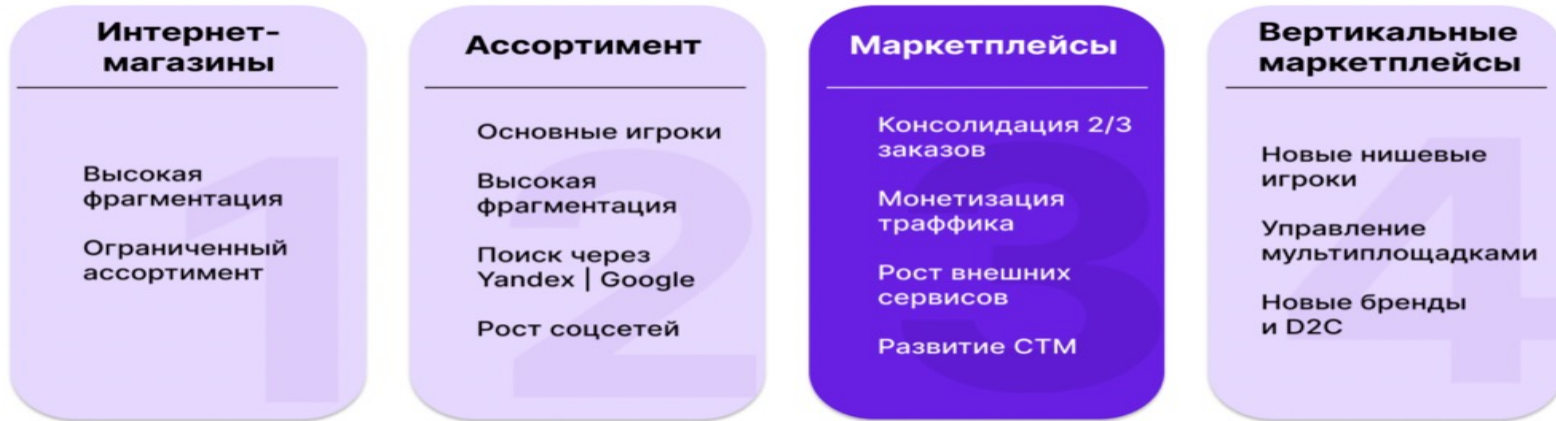 Интернет-
магазины
Высокая
фрагментация
Ограниченный
ассортимент
1
Ассортимент
Основные игроки
Высокая
фрагментация
Поиск через
Yandex | Google
Рост соцсетей
2
Маркетплейсы
Консолидация 2/3
заказов
Монетизация
траффика
Рост внешних
сервисов
Развитие СТМ
3
Вертикальные
маркетплейсы
Новые нишевые
игроки
Управление
мультиплощадками
Новые бренды
и D2C
4